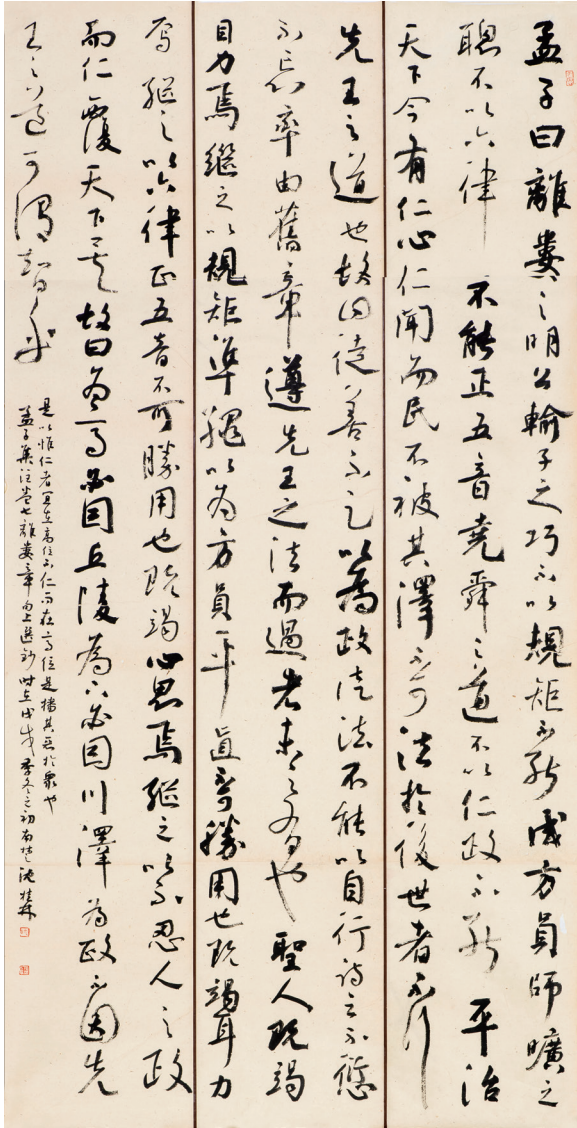 孟子曰離婁之明公輸子之巧不以規矩不能成方員師曠之
聰不以六律不能正五音堯舜之道不以仁政不能平治
天下今有仁心仁聞而民不被其澤不可法於後世者不行
先王之道也故曰徒善不足以為政徒法不能以自行詩云不愆
不忘率由舊章遵先王之法而過者未之有也聖人既竭
目力焉繼之以規矩準繩以為方員平直不可勝用也既竭耳力
焉繼之以六律正五音不可勝用也既竭心思焉繼之以不忍人之政
而仁覆天下矣故曰為高必因丘陵為下必因川澤為政不因先
王之道可謂智乎
是以惟仁者宜在高位不仁而在高位是播其惡於眾也
孟子集注卷七離婁章句上選鈔時在戊戌季冬之初